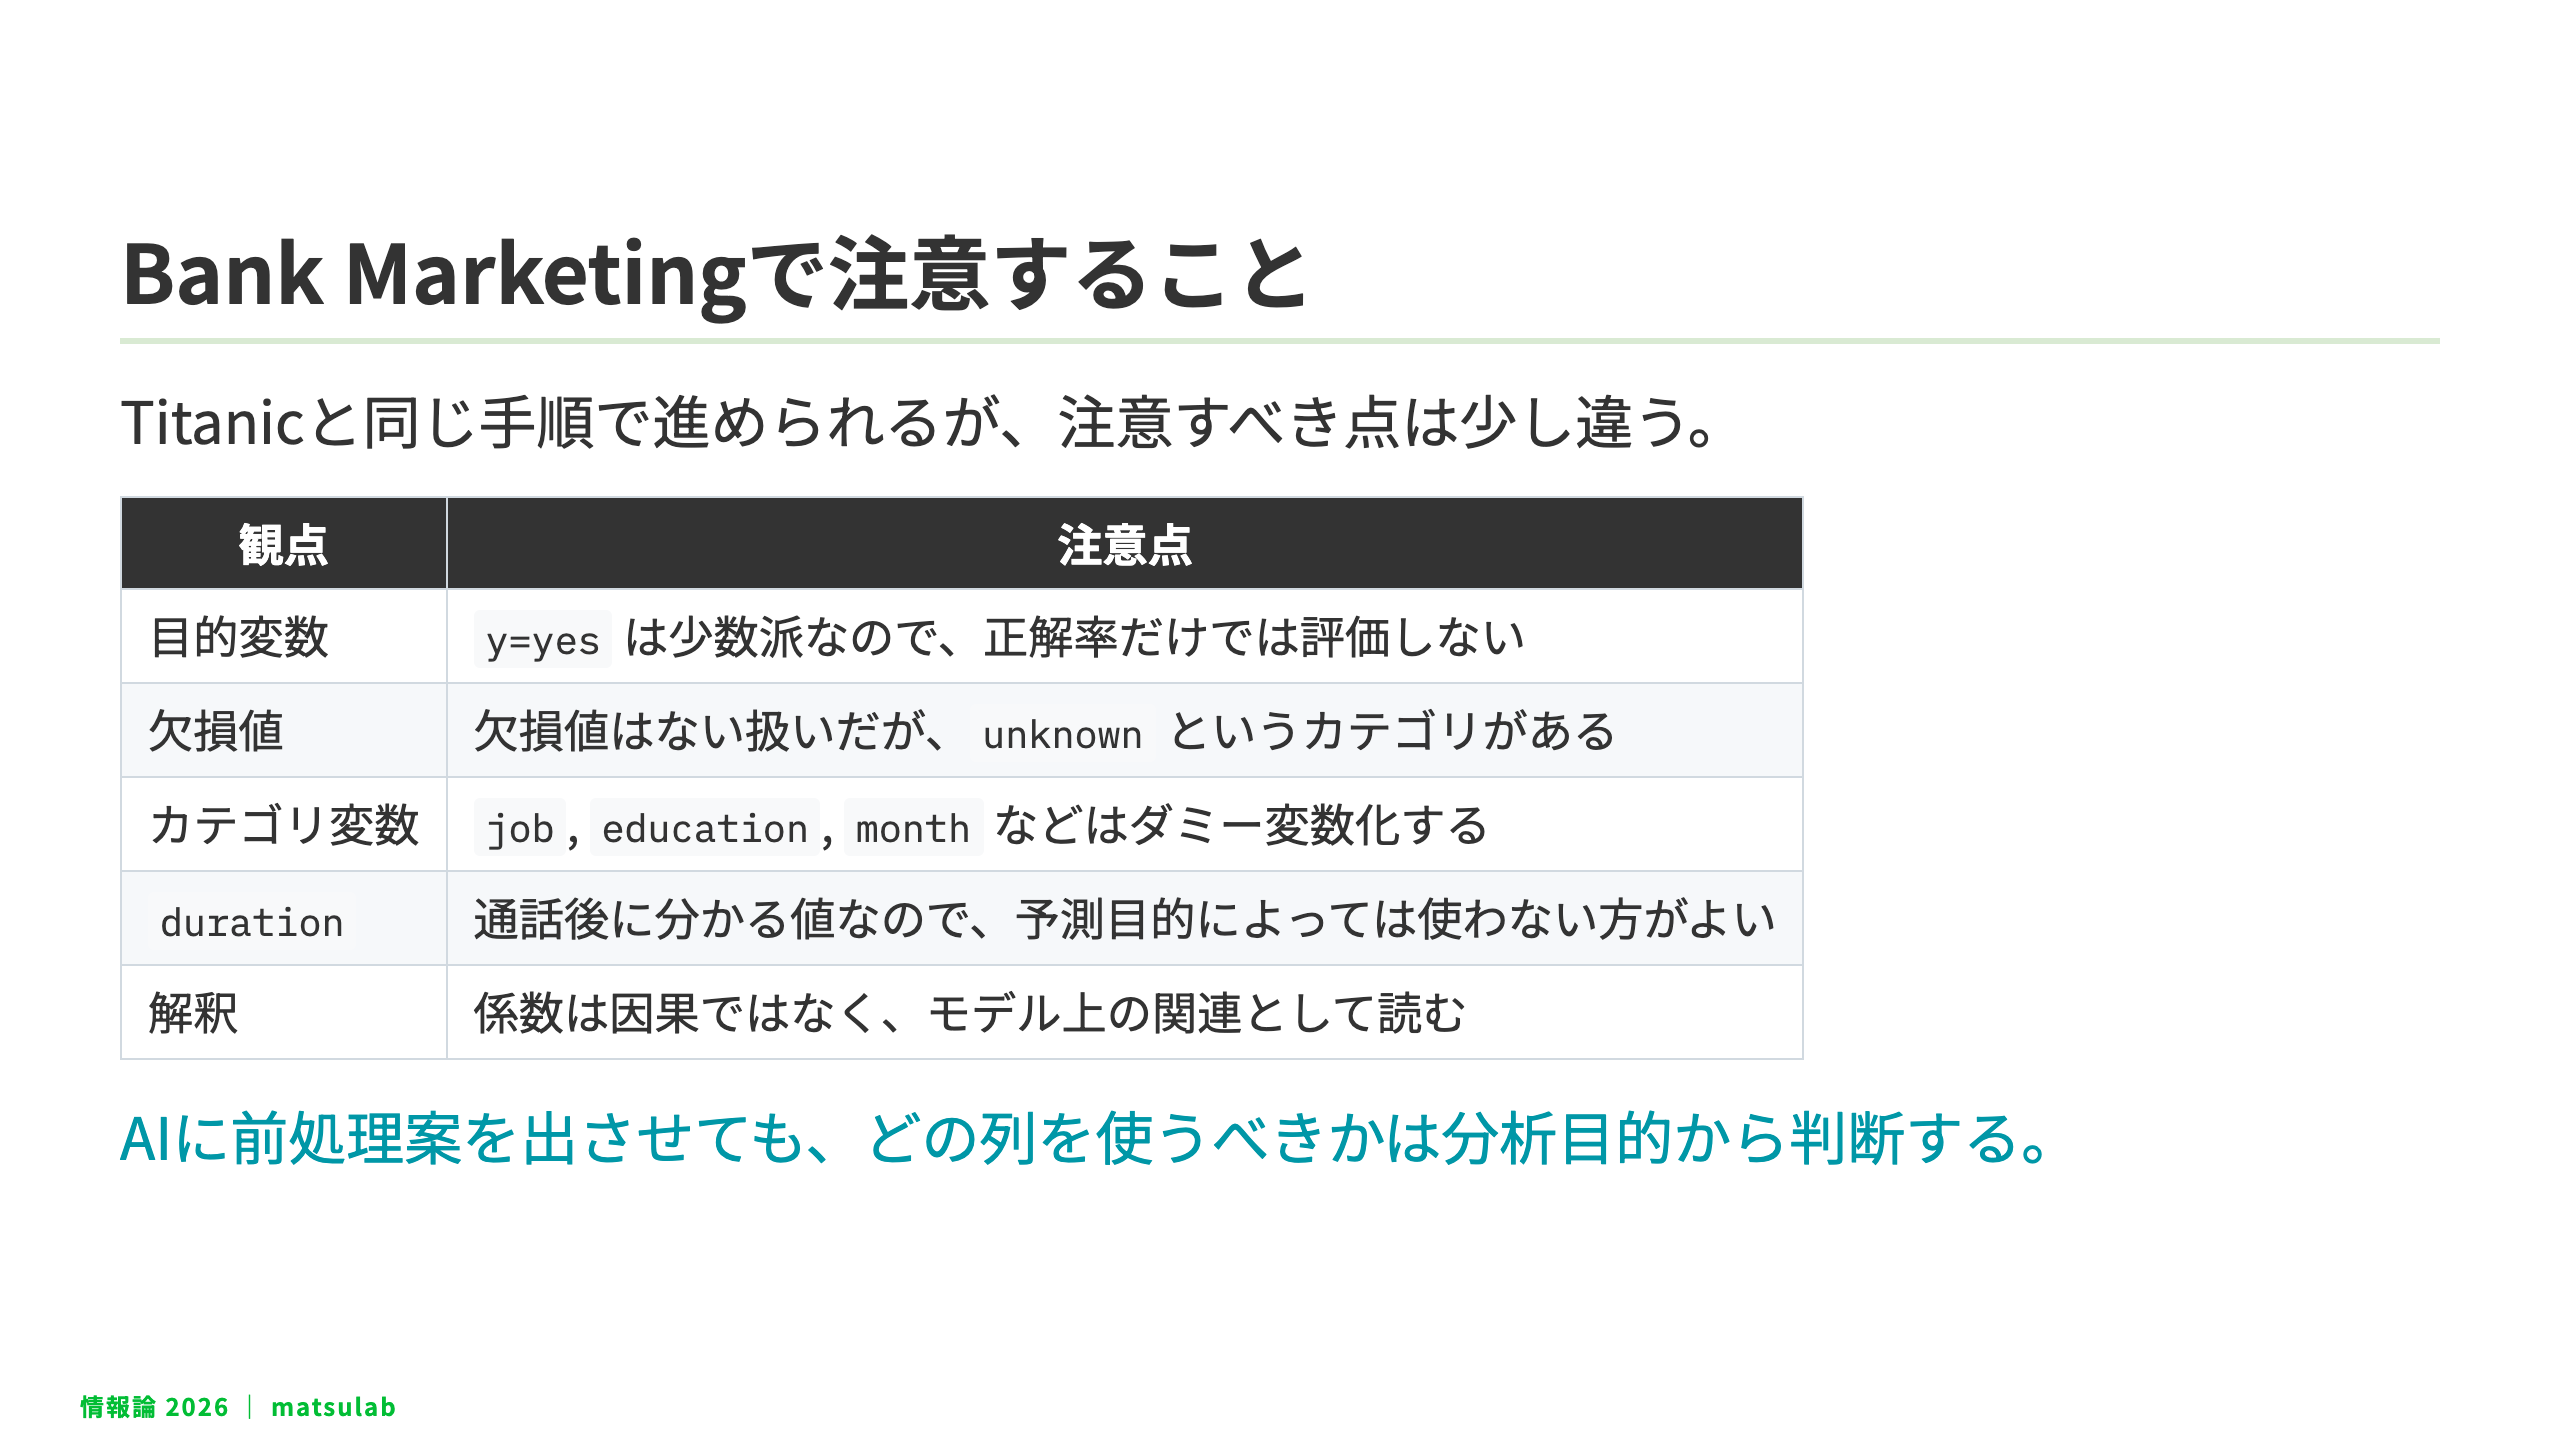 Bank Marketingで注意すること
Titanicと同じ手順で進められるが、注意すべき点は少し違う。
観点 注意点
目的変数 y=yes は少数派なので、正解率だけでは評価しない
欠損値 欠損値はない扱いだが、 unknown というカテゴリがある
カテゴリ変数 job, education, month などはダミー変数化する
duration 通話後に分かる値なので、予測目的によっては使わない方がよい
解釈 係数は因果ではなく、モデル上の関連として読む
AIに前処理案を出させても、どの列を使うべきかは分析目的から判断する。
情報論 2026 ｜ matsulab